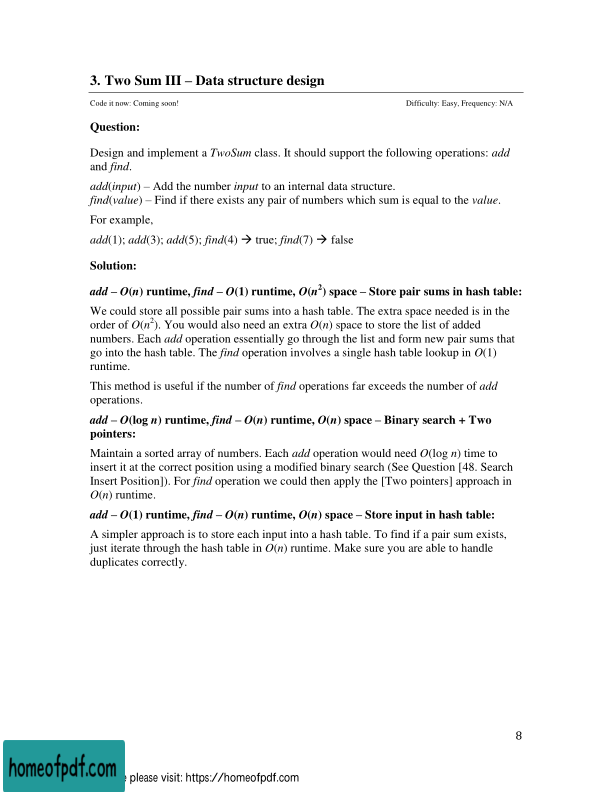 3. Two Sum III – Data structure design
Code it now: Coming soon! Difficulty: Easy, Frequency: N/A
Question:
Design and implement a TwoSum class. It should support the following operations: add
and find.
add(input) – Add the number input to an internal data structure.
find(value) – Find if there exists any pair of numbers which sum is equal to the value.
For example,
add(1); add(3); add(5); find(4) → true; find(7) → false
Solution:
add – O(n) runtime, find – O(1) runtime, O(n²) space – Store pair sums in hash table:
We could store all possible pair sums into a hash table. The extra space needed is in the
order of O(n²). You would also need an extra O(n) space to store the list of added
numbers. Each add operation essentially go through the list and form new pair sums that
go into the hash table. The find operation involves a single hash table lookup in O(1)
runtime.
This method is useful if the number of find operations far exceeds the number of add
operations.
add – O(log n) runtime, find – O(n) runtime, O(n) space – Binary search + Two
pointers:
Maintain a sorted array of numbers. Each add operation would need O(log n) time to
insert it at the correct position using a modified binary search (See Question [48. Search
Insert Position]). For find operation we could then apply the [Two pointers] approach in
O(n) runtime.
add – O(1) runtime, find – O(n) runtime, O(n) space – Store input in hash table:
A simpler approach is to store each input into a hash table. To find if a pair sum exists,
just iterate through the hash table in O(n) runtime. Make sure you are able to handle
duplicates correctly.
8
homeofpdf.com
please visit: https://homeofpdf.com